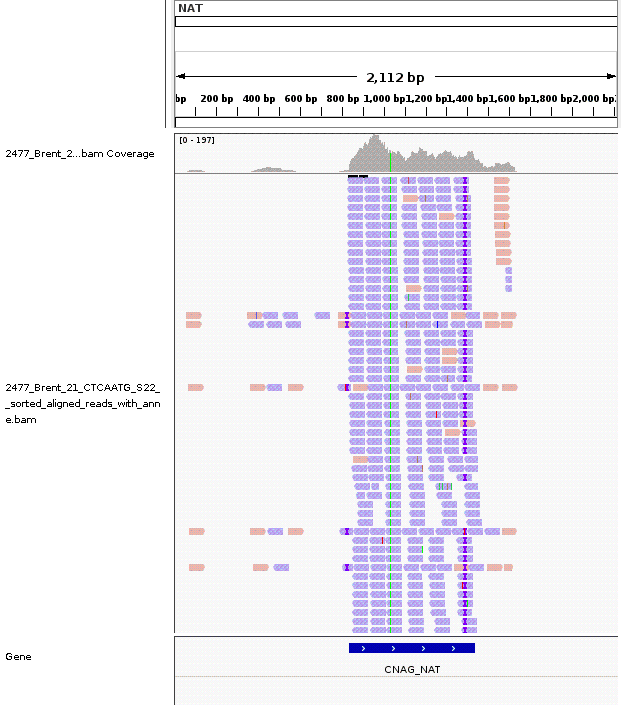 NAT
2,112 bp
bp 200 bp 400 bp 600 bp 800 bp 1,000 bp 1,200 bp 1,400 bp 1,600 bp 1,800 bp 2,000 bp
[0 - 197]
2477_Brent_2...bam Coverage
2477_Brent_21_CTCAATG_S22_
_sorted_aligned_reads_with_ann
e.bam
Gene
CNAG_NAT